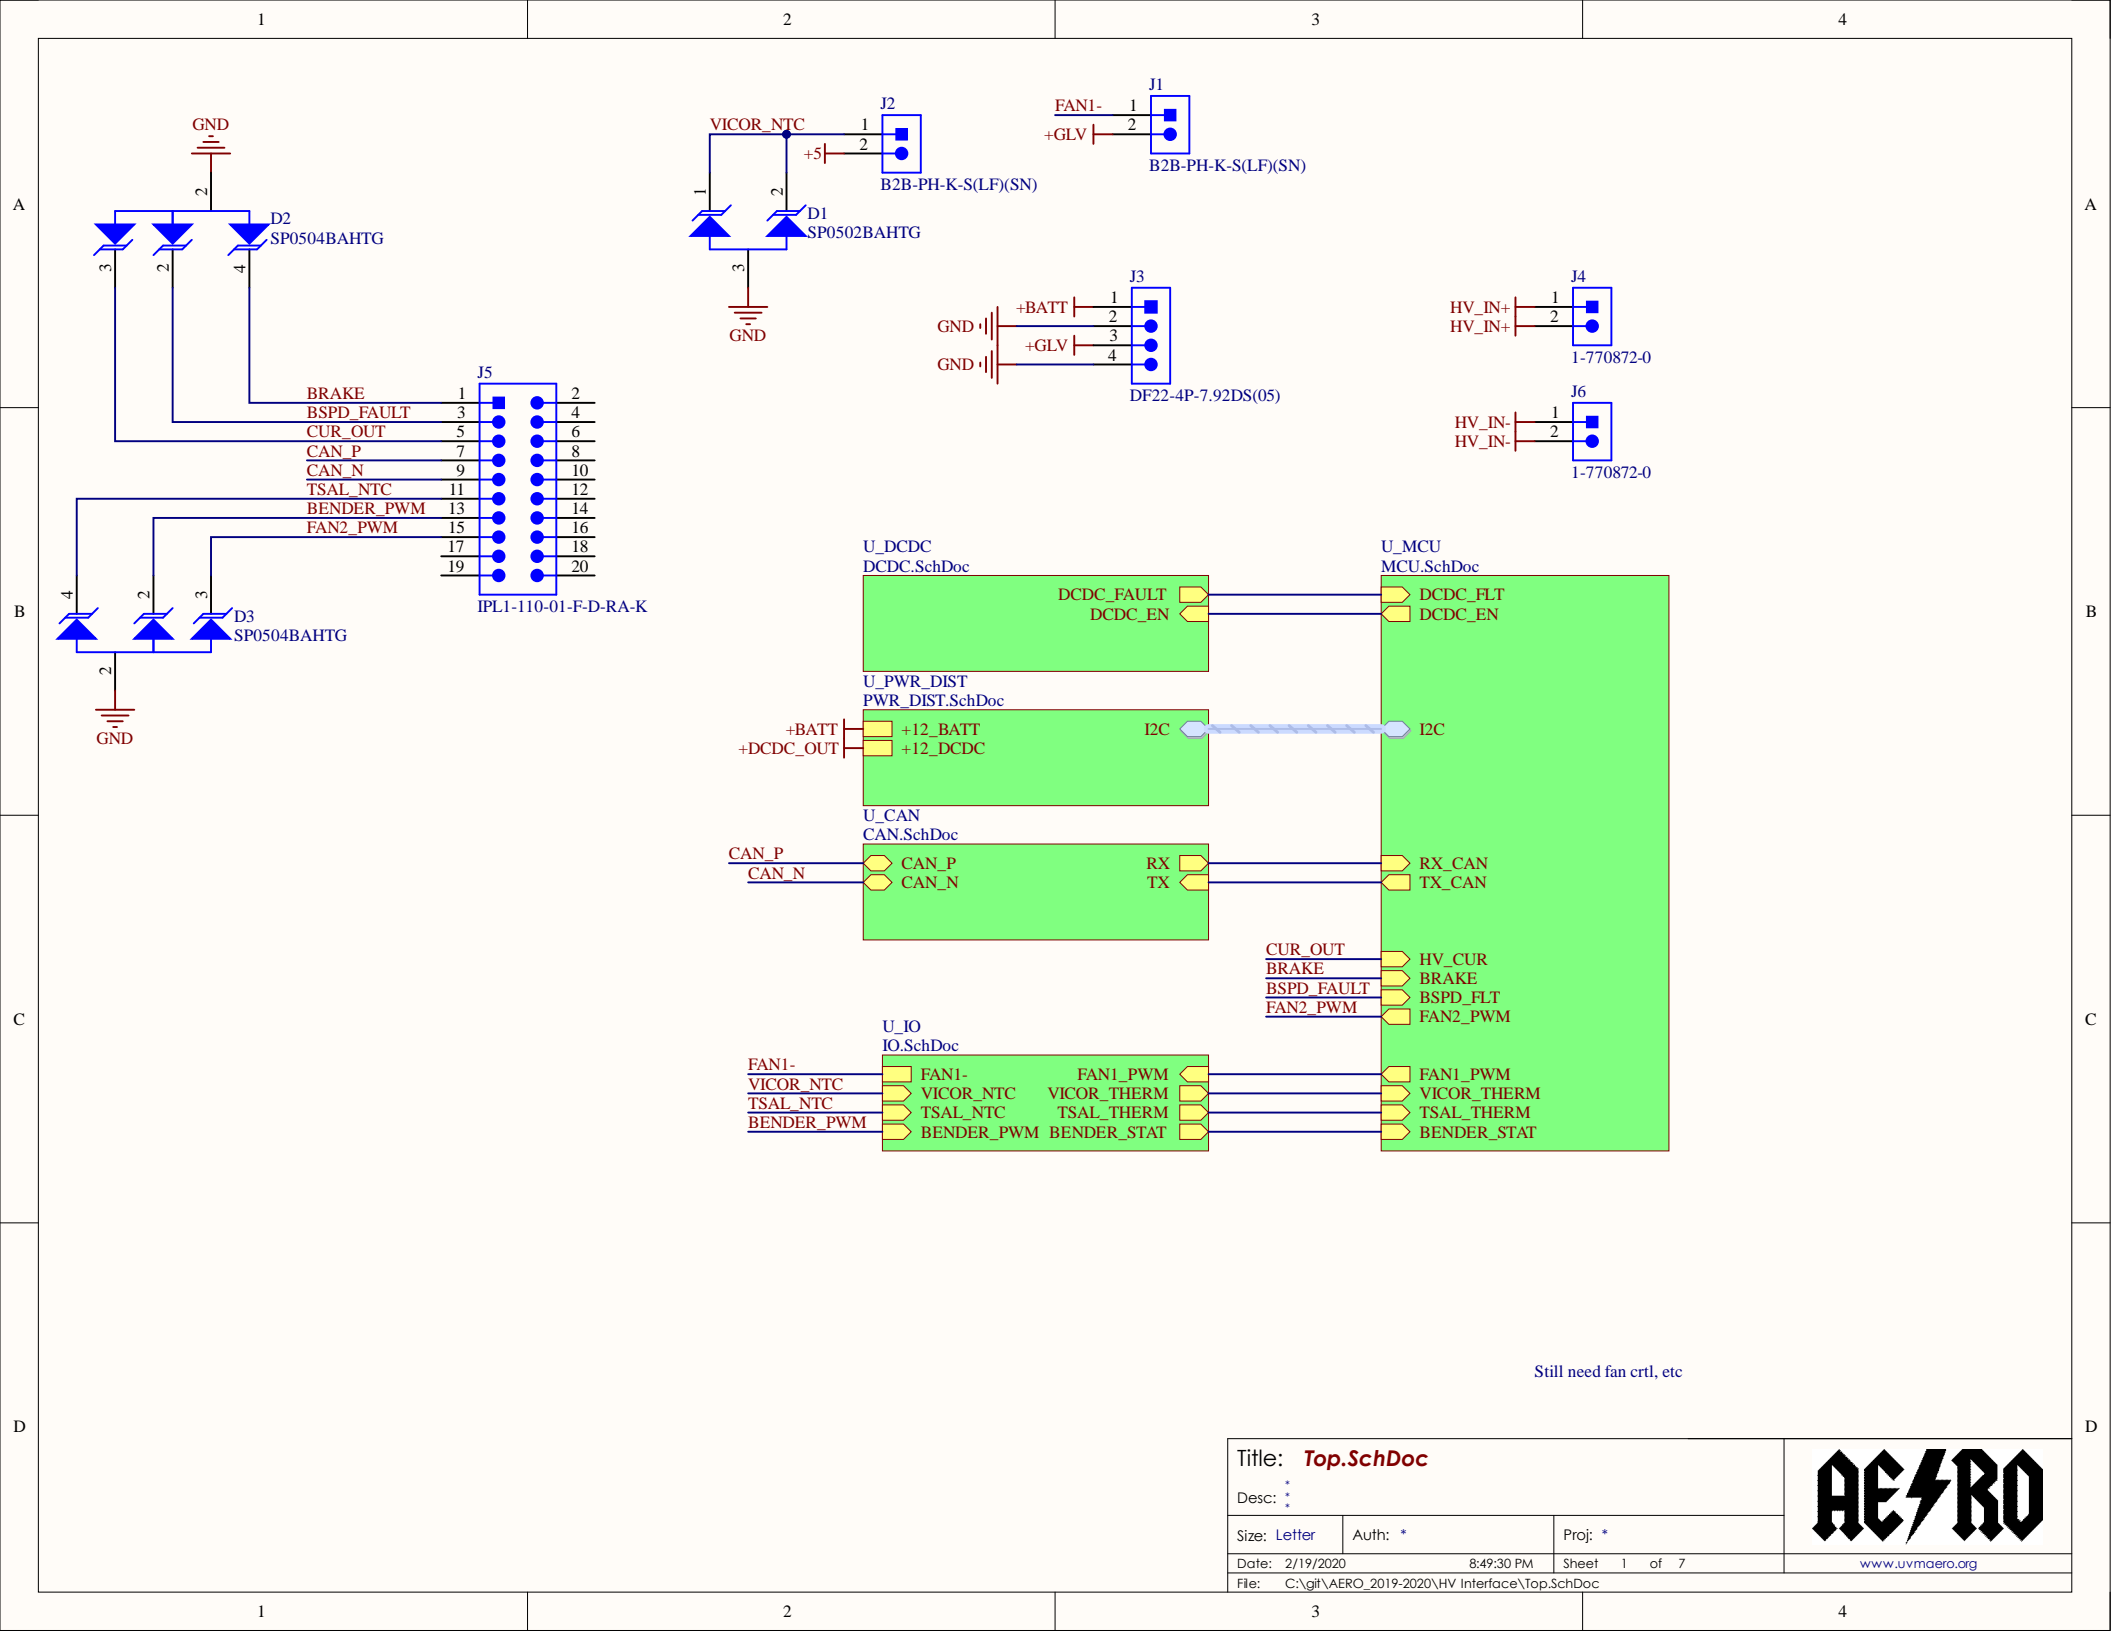 1 2 3 4
A
B
C
D
A
B
C
D
GND
2
D2
SP0504BAHTG
3 2 4
VICOR_NTC
+5
1
2
J2
B2B-PH-K-S(LF)(SN)
1
2
D1
SP0502BAHTG
3
GND
FAN1-
+GLV
1
2
J1
B2B-PH-K-S(LF)(SN)
J3
+BATT 1
GND 2
+GLV 3
GND 4
DF22-4P-7.92DS(05)
J4
HV_IN+ 1
HV_IN+ 2
1-770872-0
J6
HV_IN- 1
HV_IN- 2
1-770872-0
J5
BRAKE 1 2
BSPD_FAULT 3 4
CUR_OUT 5 6
CAN_P 7 8
CAN_N 9 10
TSAL_NTC 11 12
BENDER_PWM 13 14
FAN2_PWM 15 16
17 18
19 20
IPL1-110-01-F-D-RA-K
4 2 3
D3
SP0504BAHTG
2
GND
U_DCDC
DCDC.SchDoc
DCDC_FAULT
DCDC_EN
U_PWR_DIST
PWR_DIST.SchDoc
+BATT +12_BATT I2C
+DCDC_OUT +12_DCDC
U_CAN
CAN.SchDoc
CAN_P CAN_P RX
CAN_N CAN_N TX
U_IO
IO.SchDoc
FAN1- FAN1- FAN1_PWM
VICOR_NTC VICOR_NTC VICOR_THERM
TSAL_NTC TSAL_NTC TSAL_THERM
BENDER_PWM BENDER_PWM BENDER_STAT
U_MCU
MCU.SchDoc
DCDC_FLT
DCDC_EN
I2C
RX_CAN
TX_CAN
CUR_OUT HV_CUR
BRAKE BRAKE
BSPD_FAULT BSPD_FLT
FAN2_PWM FAN2_PWM
FAN1_PWM
VICOR_THERM
TSAL_THERM
BENDER_STAT
Still need fan crtl, etc
Title: Top.SchDoc
*
Desc: *
*
Size: Letter Auth: * Proj: *
Date: 2/19/2020 8:49:30 PM Sheet 1 of 7
File: C:\git\AERO_2019-2020\HV Interface\Top.SchDoc
AERO
www.uvmaero.org
1 2 3 4